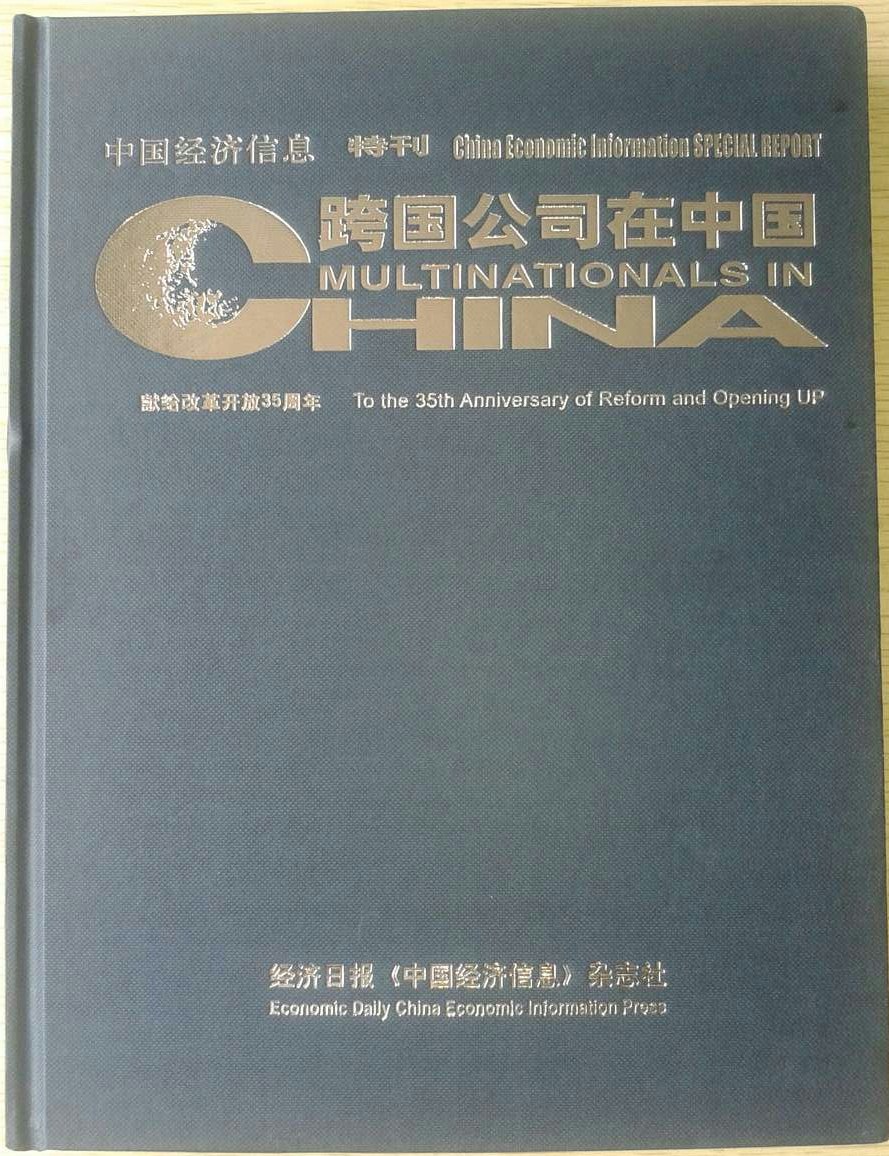 中国经济信息 特刊 China Economic Information SPECIAL REPORT
跨国公司在中国
MULTINATIONALS IN
CHINA
献给改革开放35周年 To the 35th Anniversary of Reform and Opening UP
经济日报《中国经济信息》杂志社
Economic Daily China Economic Information Press